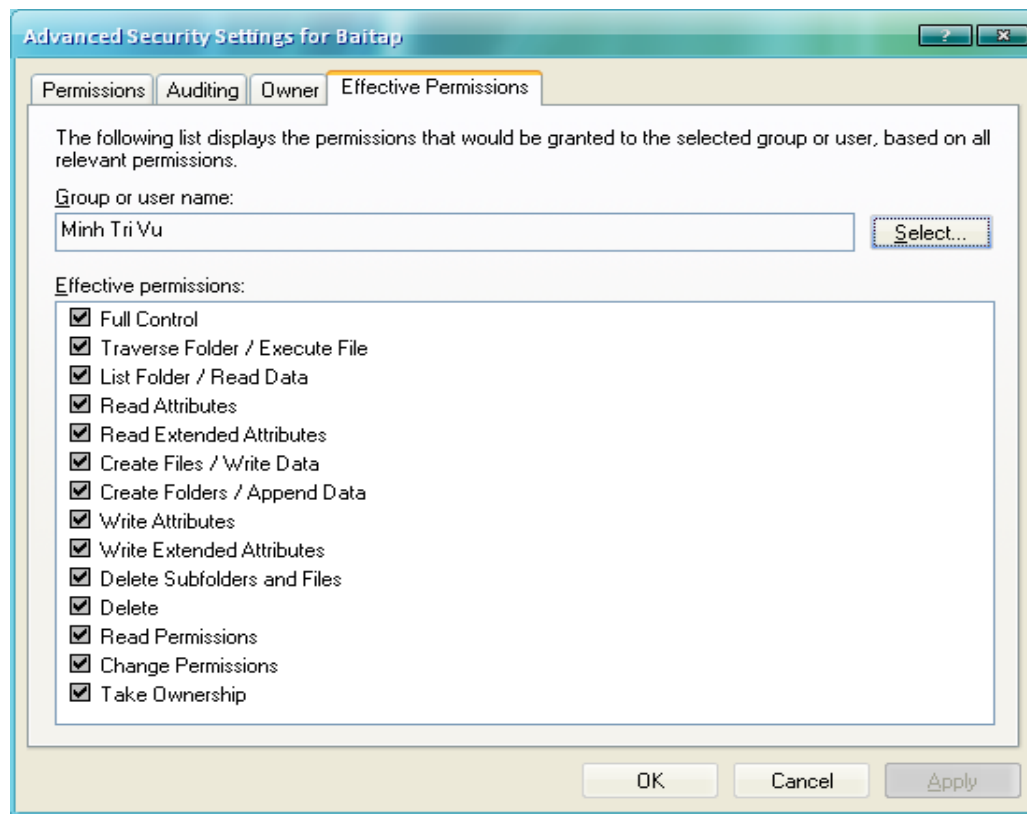 Advanced Security Settings for Baitap
?
Permissions Auditing Owner Effective Permissions
The following list displays the permissions that would be granted to the selected group or user, based on all
relevant permissions.
Group or user name:
Minh Tri Vu
Select...
Effective permissions:
Full Control
Traverse Folder / Execute File
List Folder / Read Data
Read Attributes
Read Extended Attributes
Create Files / Write Data
Create Folders / Append Data
Write Attributes
Write Extended Attributes
Delete Subfolders and Files
Delete
Read Permissions
Change Permissions
Take Ownership
OK Cancel Apply